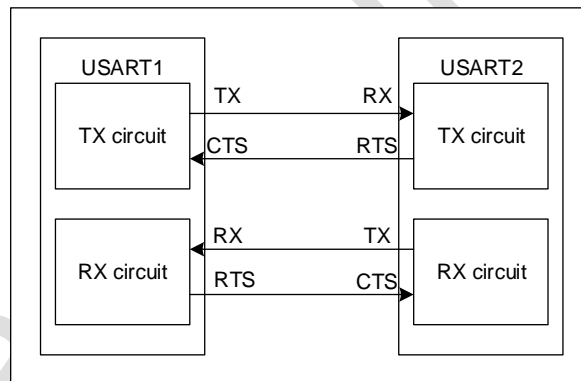 USART1 USART2
TX RX
TX circuit TX circuit
CTS RTS
RX TX
RX circuit RX circuit
RTS CTS